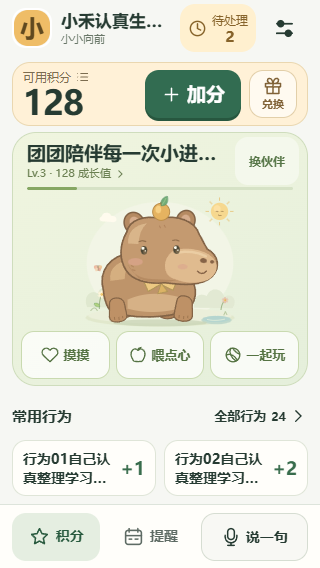 小
小禾认真生...
小小向前
待处理
2
可用积分
128
加分
兑换
团团陪伴每一次小进...
Lv.3 · 128 成长值
换伙伴
摸摸
喂点心
一起玩
常用行为
全部行为 24
行为01自己认
真整理学习...
+1
行为02自己认
真整理学习...
+2
积分
提醒
说一句